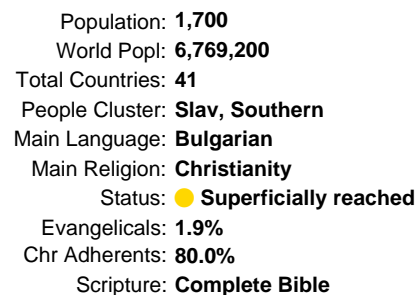 Population: 1,700
World Popl: 6,769,200
Total Countries: 41
People Cluster: Slav, Southern
Main Language: Bulgarian
Main Religion: Christianity
Status: Superficially reached
Evangelicals: 1.9%
Chr Adherents: 80.0%
Scripture: Complete Bible